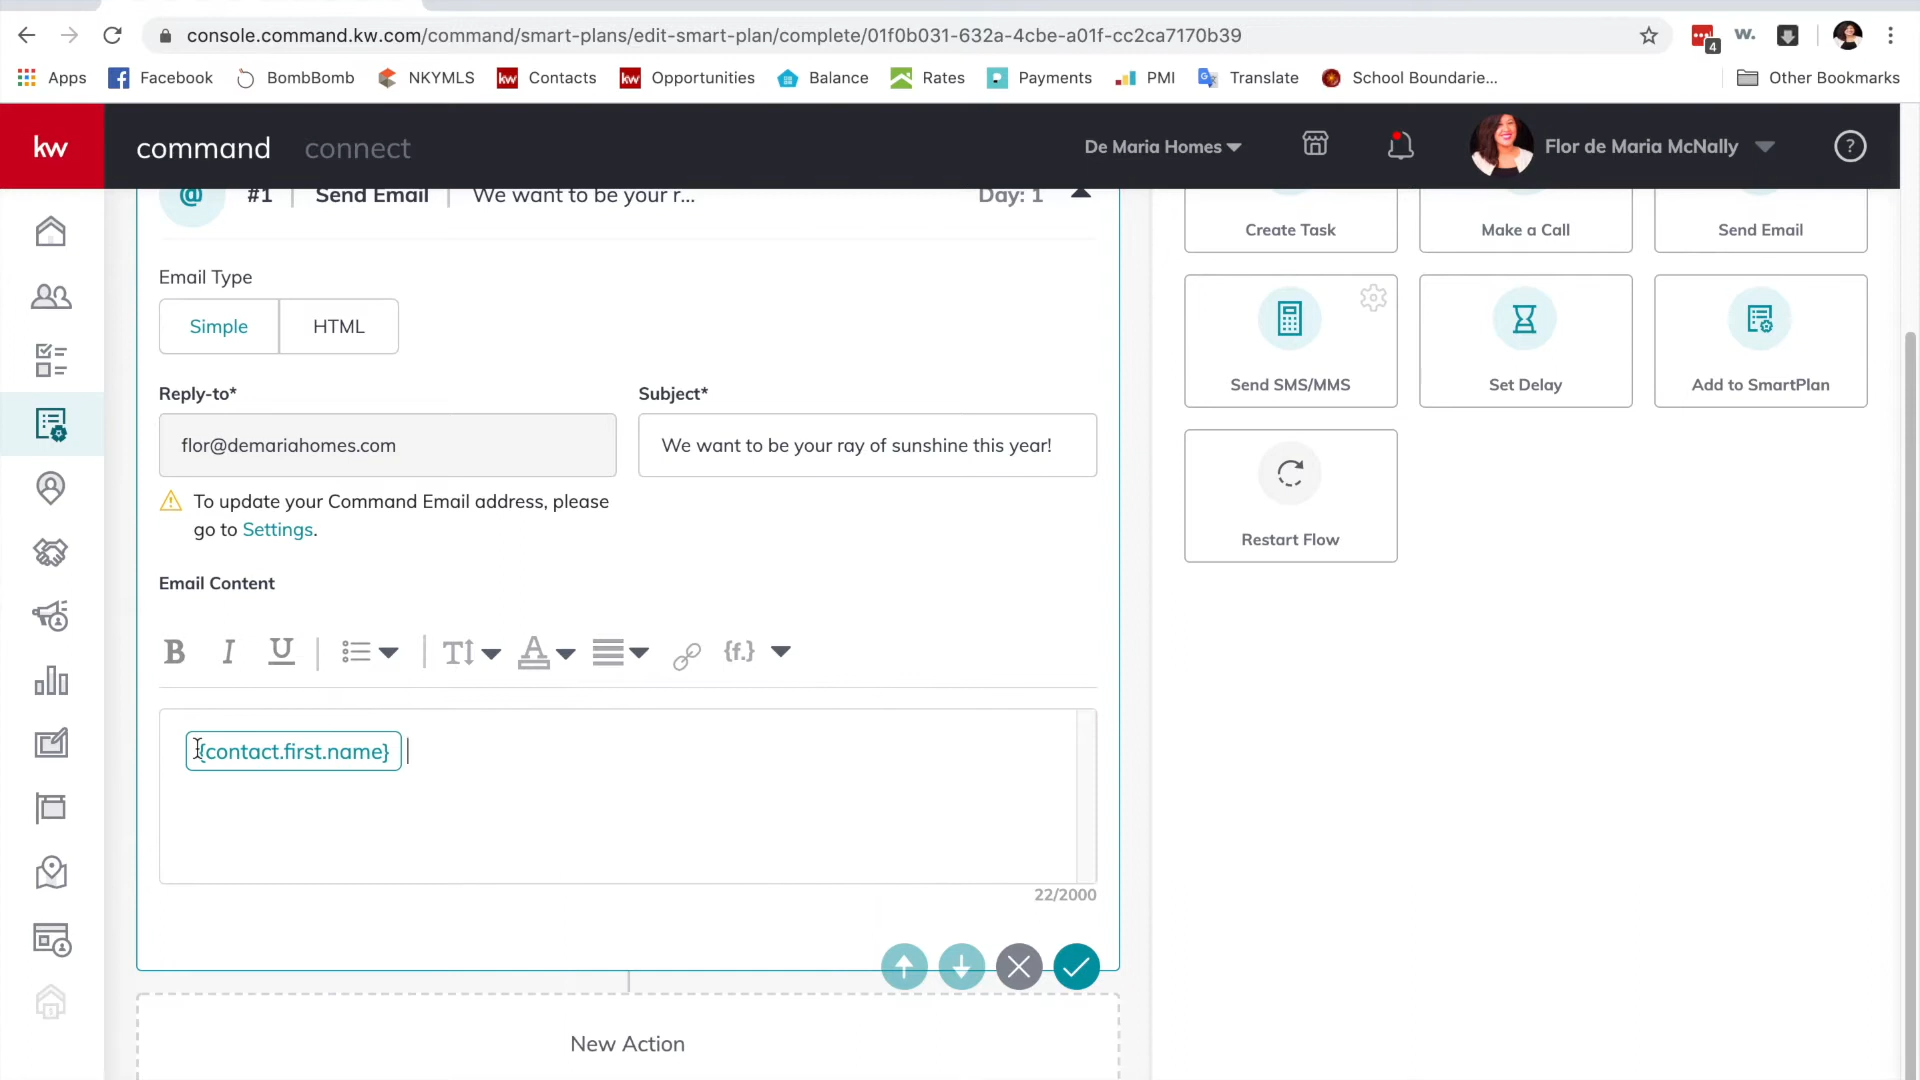 console.command.kw.com/command/smart-plans/edit-smart-plan/complete/01f0b031-632a-4cbe-a01f-cc2ca7170b39
4
w.
Apps
Facebook
BombBomb
NKYMLS
kw
Contacts
kw
Opportunities
Balance
Rates
Payments
PMI
Translate
School Boundarie...
Other Bookmarks
kw
command
connect
De Maria Homes
Flor de Maria McNally
?
@
#1
Send Email
We want to be your r...
Day: 1
Create Task
Make a Call
Send Email
Email Type
Simple
HTML
Send SMS/MMS
Set Delay
Add to SmartPlan
Reply-to*
Subject*
flor@demariahomes.com
We want to be your ray of sunshine this year!
To update your Command Email address, please
go to Settings.
Restart Flow
Email Content
B
I
U
T
A
{f.}
{contact.first.name}
22/2000
New Action